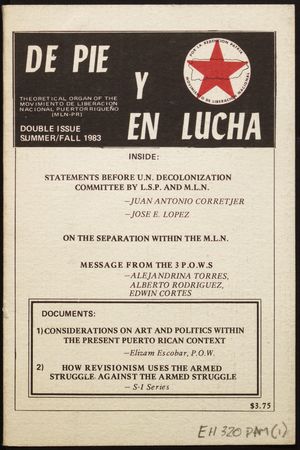 DE PIE
Y
EN LUCHA
THEORETICAL ORGAN OF THE
MOVIMIENTO DE LIBERACION
NACIONAL PUERTORRIQUEÑO
(MLN-PR)
DOUBLE ISSUE
SUMMER/FALL 1983
MOVIMIENTO DE LIBERACION NACIONAL
INSIDE:
STATEMENTS BEFORE U.N. DECOLONIZATION
COMMITTEE BY L.S.P. AND M.L.N.
—JUAN ANTONIO CORRETJER
—JOSE E. LOPEZ
ON THE SEPARATION WITHIN THE M.L.N.
MESSAGE FROM THE 3 P.O.W.S
—ALEJANDRINA TORRES,
ALBERTO RODRIGUEZ,
EDWIN CORTES
DOCUMENTS:
1) CONSIDERATIONS ON ART AND POLITICS WITHIN
THE PRESENT PUERTO RICAN CONTEXT
—Elizam Escobar, P.O.W.
2) HOW REVISIONISM USES THE ARMED
STRUGGLE AGAINST THE ARMED STRUGGLE
— S-1 Series
$3.75
EH 320 PAM (1)